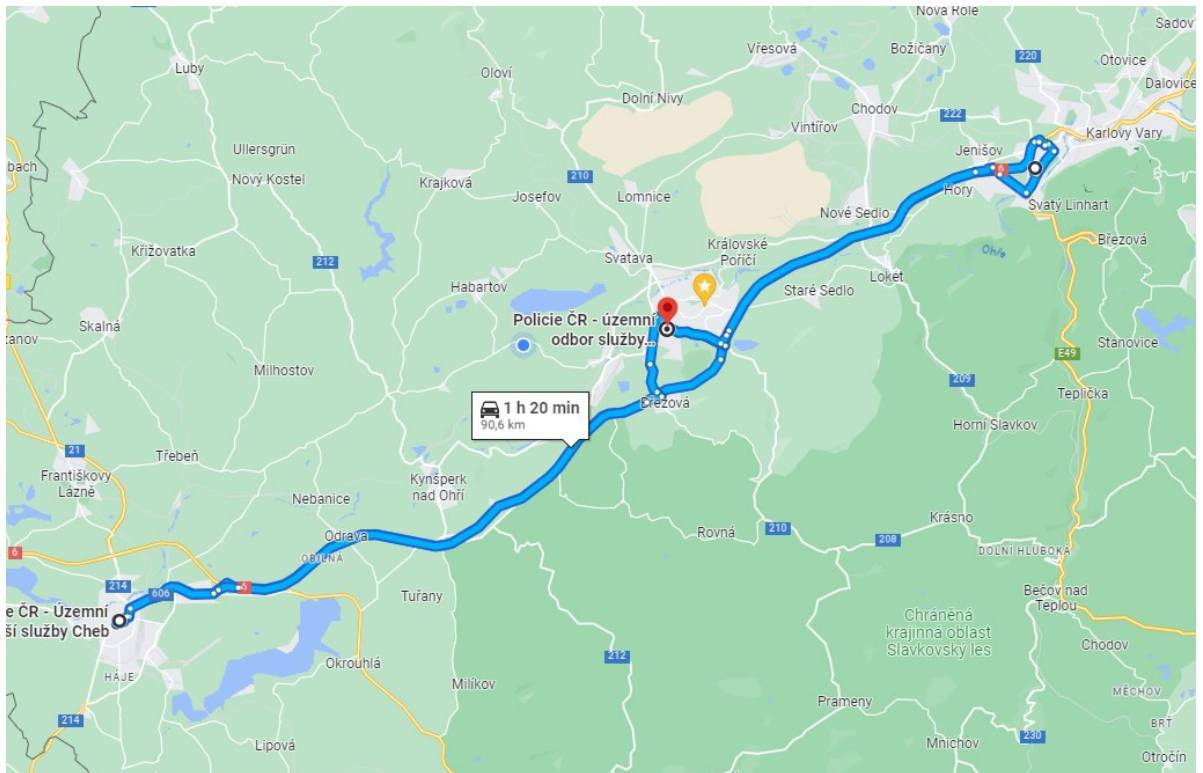 Nová Role
Sadov
Vřesová
Božičany
220
Otovice
Luby
Oloví
Dalovice
Dolní Nivy
Chodov
222
Vintířov
Karlovy Vary
Jenišov
Ullersgrün
bach
Nový Kostel
210
6
Krajková
Josefov
Lomnice
Hory
Svatý Linhart
Nové Sedlo
Křižovatka
Královské
Poříčí
Březová
212
Svatava
Ohře
Loket
Habartov
Staré Sedlo
Skalná
Policie ČR - územní
odbor služby...
tanov
Stanovice
E49
Milhostov
209
Teplička
1 h 20 min
90,6 km
Březová
Horní Slavkov
21
Třebeň
Františkovy
Lázně
Kynšperk
nad Ohří
Nebanice
Krásno
Odrava
Rovná
210
208
6
OBILNÁ
DOLNÍ HLUBOKÁ
214
606
6
Tuřany
Bečov nad
Teplou
e ČR - Územní
ší služby Cheb
Chráněná
krajinná oblast
Slavkovský les
Chodov
212
Okrouhlá
HÁJE
Milíkov
MĚCHOV
Prameny
214
BRŤ
230
Lipová
Mnichov
Otročín